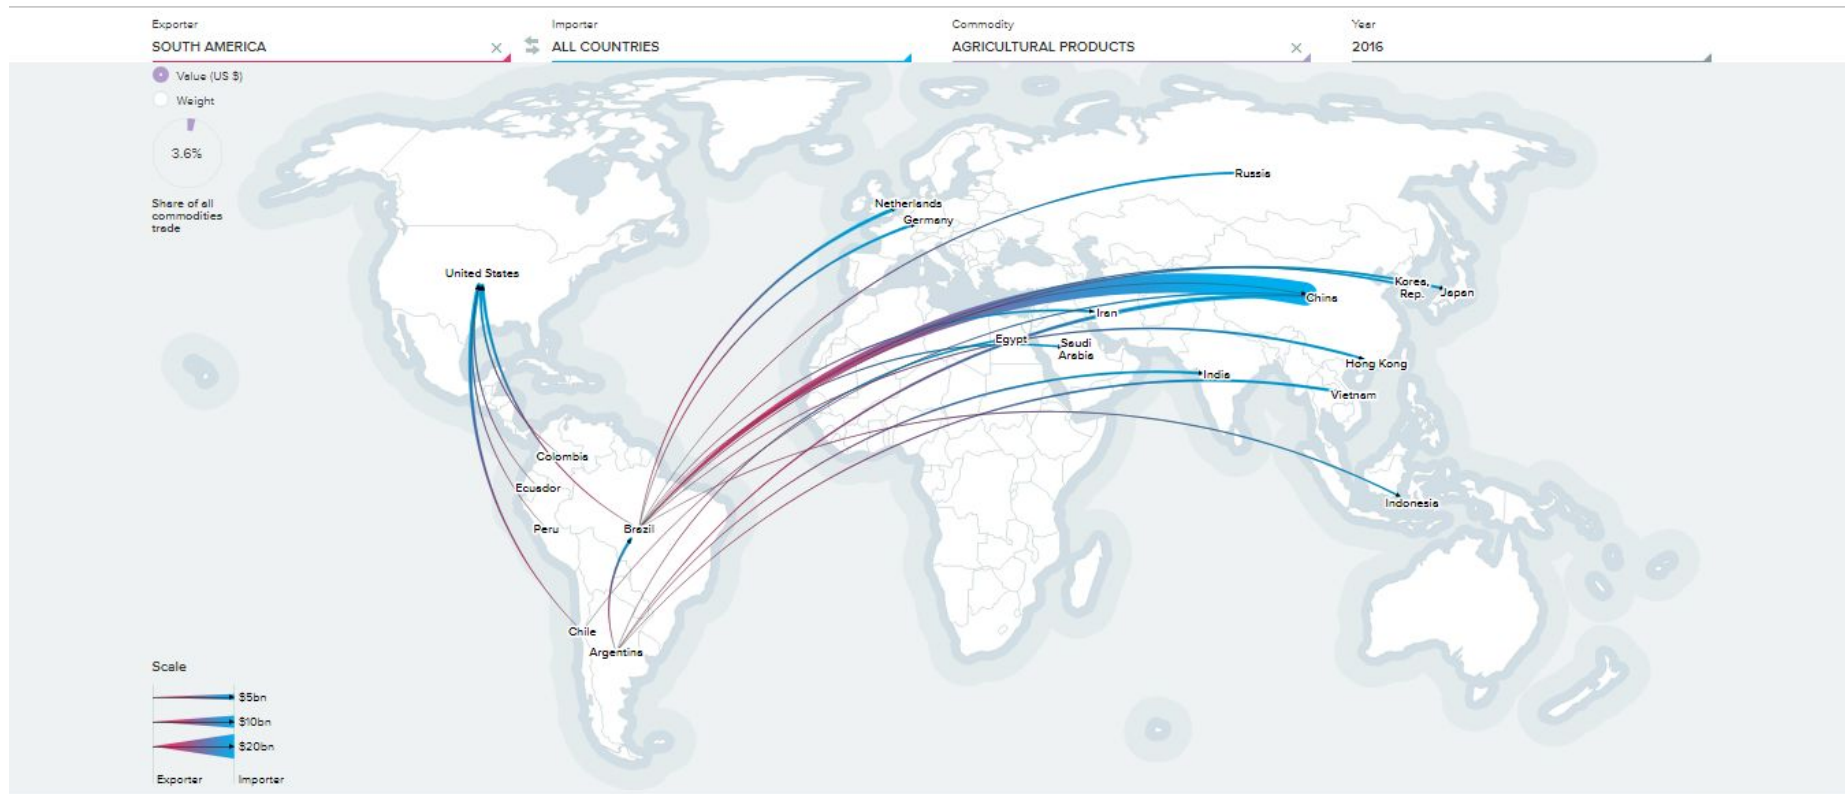 Exporter
SOUTH AMERICA
Importer
ALL COUNTRIES
Commodity
AGRICULTURAL PRODUCTS
Year
2016
Value (US $)
Weight
3.6%
Share of all
commodities
trade
Russia
Netherlands
Germany
United States
Korea,
Rep.
Japan
China
Iran
Egypt
Saudi
Arabia
Hong Kong
India
Vietnam
Colombia
Ecuador
Indonesia
Peru
Brazil
Chile
Argentina
Scale
$5bn
$10bn
$20bn
Exporter
Importer